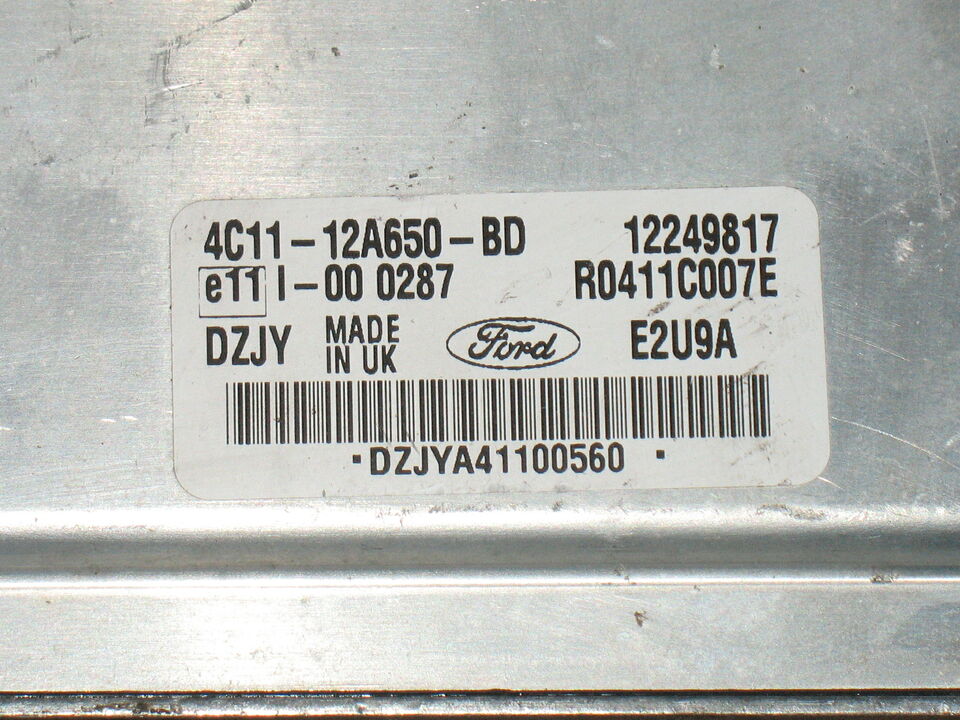 4C11-12A650-BD 12249817
e11 I-00 0287 R0411C007E
DZJY MADE IN UK Ford E2U9A
DZJYA41100560